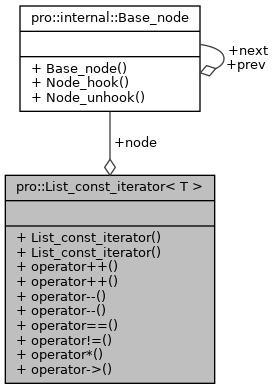 pro::internal::Base_node
+ Base_node()
+ Node_hook()
+ Node_unhook()
+next
+prev
+node
pro::List_const_iterator< T >
+ List_const_iterator()
+ List_const_iterator()
+ operator++()
+ operator++()
+ operator--()
+ operator--()
+ operator==()
+ operator!=()
+ operator*()
+ operator->()